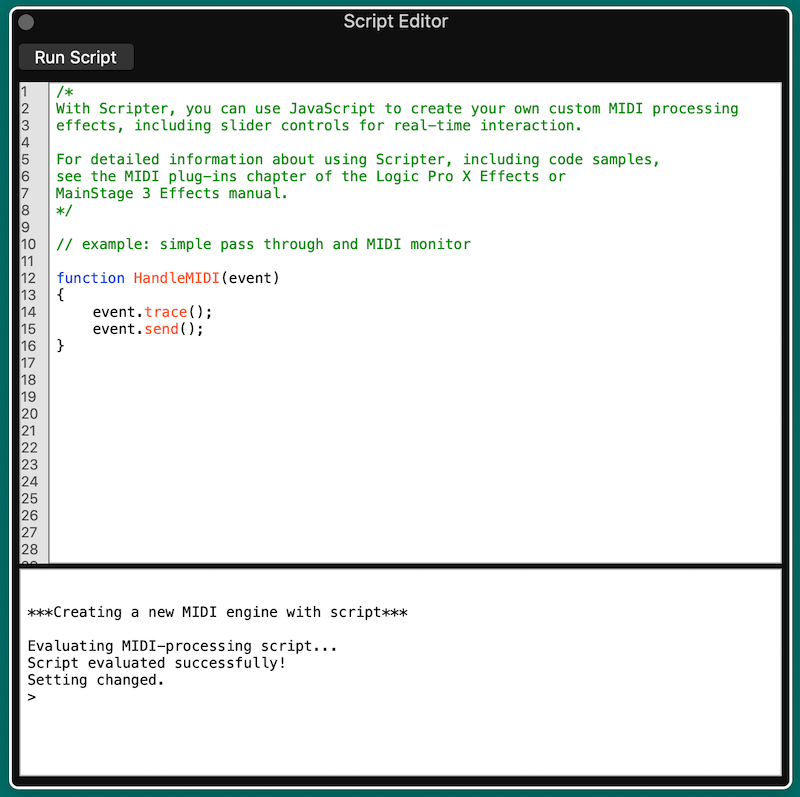 Script Editor
Run Script
1 /*
2 With Scripter, you can use JavaScript to create your own custom MIDI processing
3 effects, including slider controls for real-time interaction.
4
5 For detailed information about using Scripter, including code samples,
6 see the MIDI plug-ins chapter of the Logic Pro X Effects or
7 MainStage 3 Effects manual.
8 */
9
10 // example: simple pass through and MIDI monitor
11
12 function HandleMIDI(event)
13 {
14     event.trace();
15     event.send();
16 }
17
18
19
20
21
22
23
24
25
26
27
28
***Creating a new MIDI engine with script***
Evaluating MIDI-processing script...
Script evaluated successfully!
Setting changed.
>